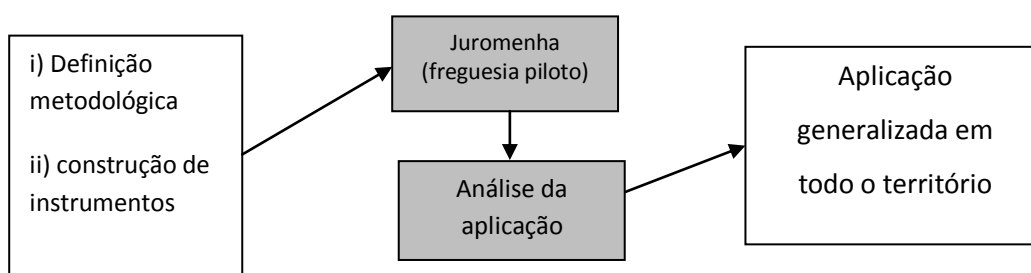 i) Definição
metodológica
ii) construção de
instrumentos
Juromenha
(freguesia piloto)
Análise da
aplicação
Aplicação
generalizada em
todo o território